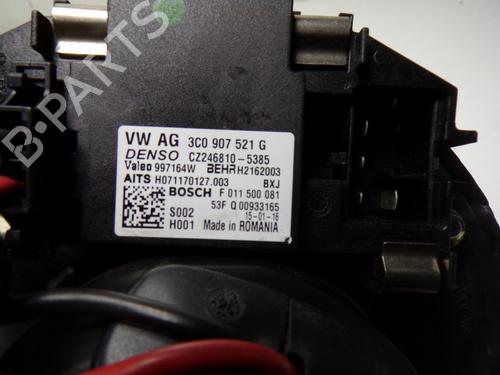 VW AG 3C0 907 521 G
DENSO CZ246810-5385
Valeo 997164W BEHR H2162003
AITS H071170127.003 BXJ
BOSCH F 011 500 081
53F Q 00933165
S002 15-01-16
H001 Made in ROMANIA